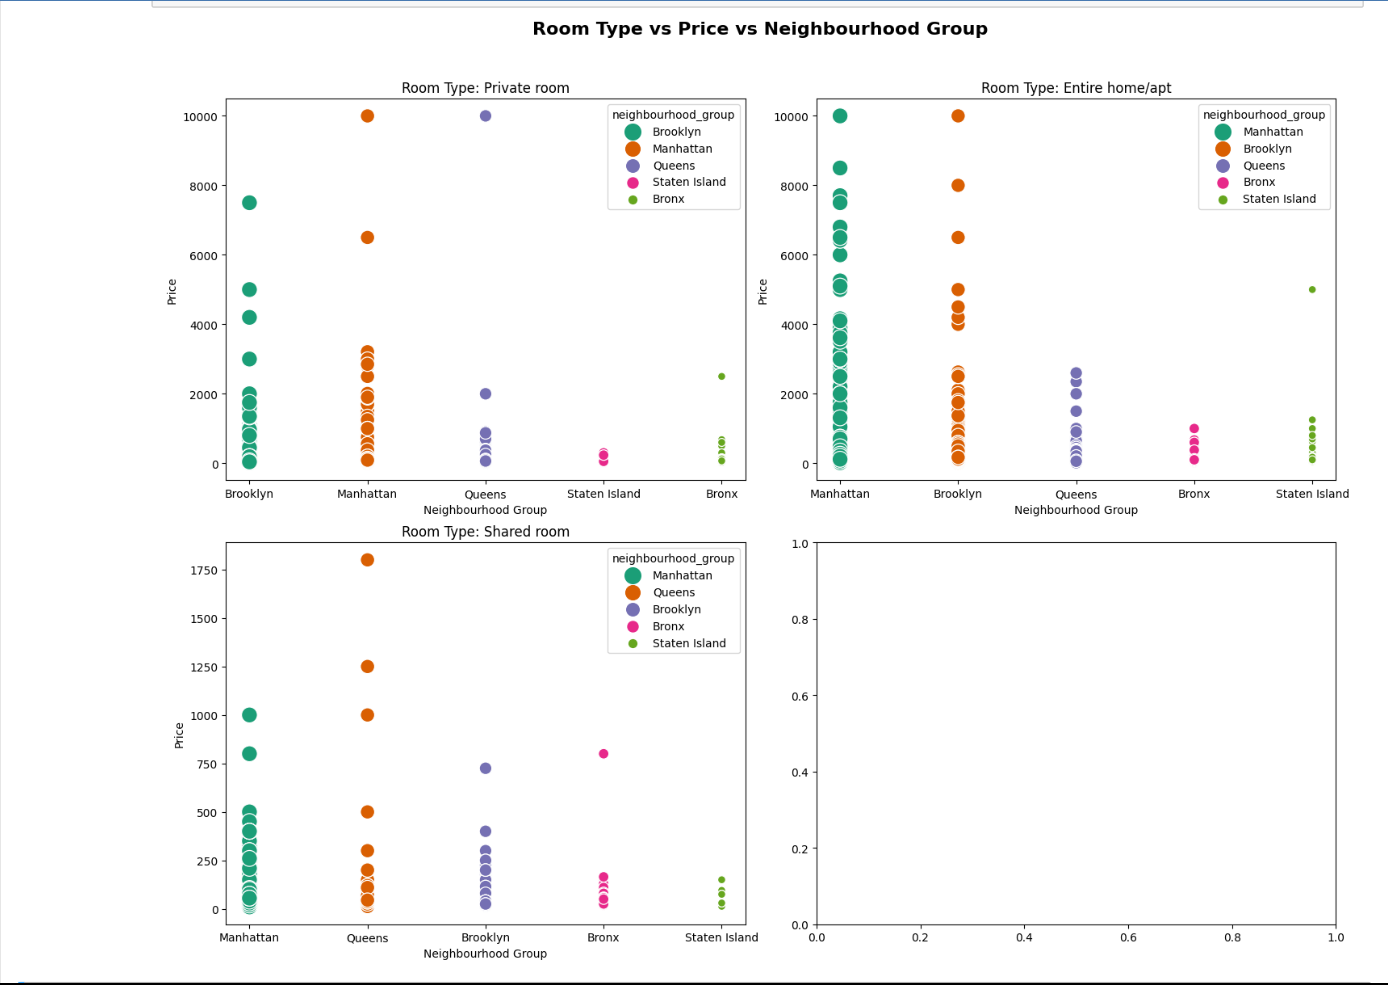 Room Type vs Price vs Neighbourhood Group
Room Type: Private room
10000
8000
6000
4000
2000
0
Price
neighbourhood_group
Brooklyn
Manhattan
Queens
Staten Island
Bronx
Brooklyn
Manhattan
Queens
Staten Island
Bronx
Neighbourhood Group
Room Type: Entire home/apt
10000
8000
6000
4000
2000
0
Price
neighbourhood_group
Manhattan
Brooklyn
Queens
Bronx
Staten Island
Manhattan
Brooklyn
Queens
Bronx
Staten Island
Neighbourhood Group
Room Type: Shared room
1750
1500
1250
1000
750
500
250
0
Price
neighbourhood_group
Manhattan
Queens
Brooklyn
Bronx
Staten Island
Manhattan
Queens
Brooklyn
Bronx
Staten Island
Neighbourhood Group
1.0
0.8
0.6
0.4
0.2
0.0
0.0
0.2
0.4
0.6
0.8
1.0